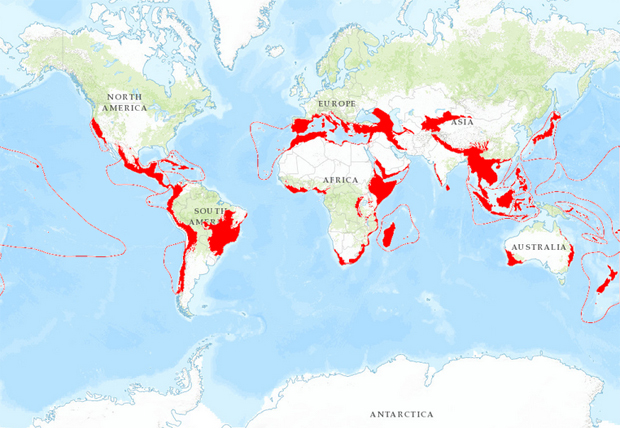 NORTH
AMERICA
EUROPE
ASIA
AFRICA
SOUTH
AMERICA
AUSTRALIA
ANTARCTICA